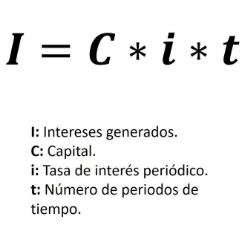 I = C * i * t
I: Intereses generados.
C: Capital.
i: Tasa de interés periódico.
t: Número de periodos de
tiempo.